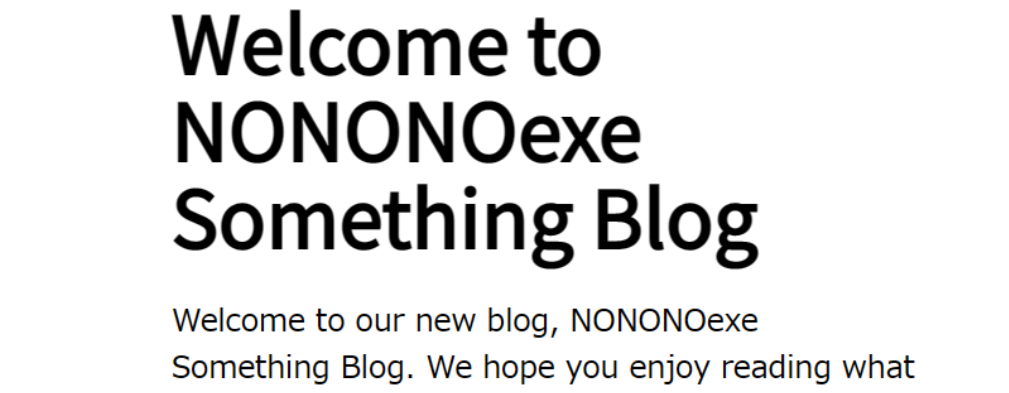 Welcome to
NONONOexe
Something Blog
Welcome to our new blog, NONONOexe
Something Blog. We hope you enjoy reading what